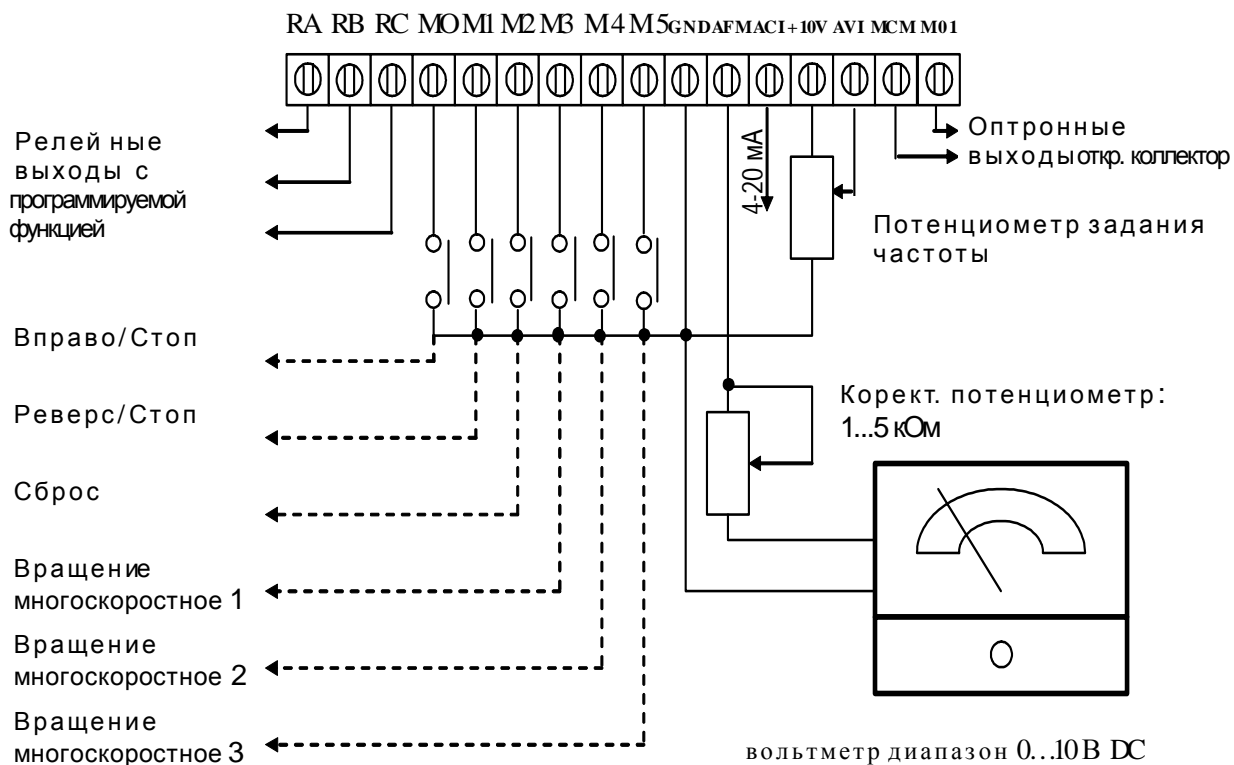 RA RB RC MO M1 M2 M3 M4 M5 GND AFM ACI +10V AVI MCM M01
Релейные
выходы с
программируемой
функцией
4-20 мА
Оптронные
выходы откр. коллектор
Потенциометр задания
частоты
Вправо/Стоп
Реверс/Стоп
Сброс
Корект. потенциометр:
1...5 кОм
Вращение
многоскоростное 1
Вращение
многоскоростное 2
Вращение
многоскоростное 3
вольтметр диапазон 0...10 В DC